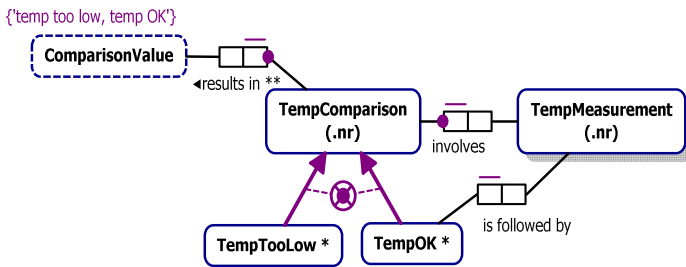 {'temp too low, temp OK'}
ComparisonValue
◄results in **
TempComparison
(.nr)
TempMeasurement
(.nr)
involves
is followed by
TempTooLow *
TempOK *